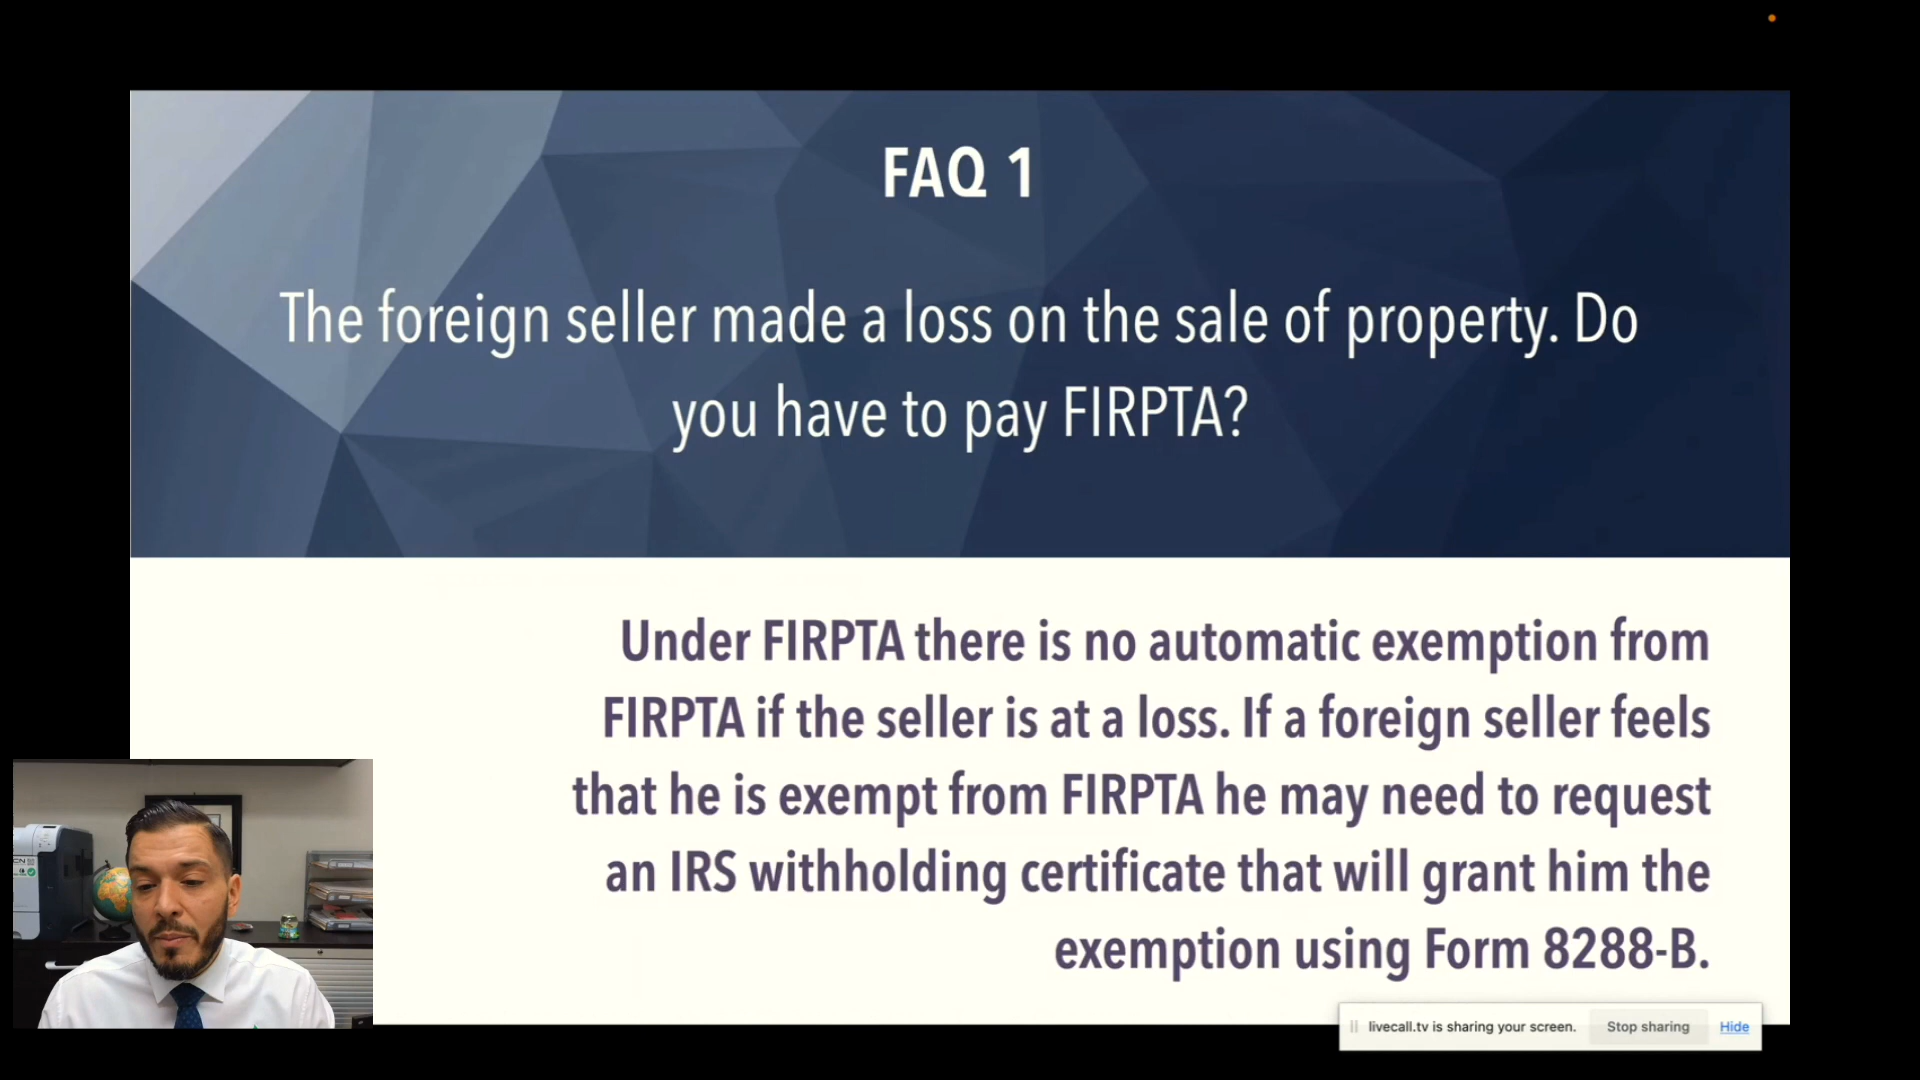 FAQ 1
The foreign seller made a loss on the sale of property. Do
you have to pay FIRPTA?
Under FIRPTA there is no automatic exemption from
FIRPTA if the seller is at a loss. If a foreign seller feels
that he is exempt from FIRPTA he may need to request
an IRS withholding certificate that will grant him the
exemption using Form 8288-B.
livecall.tv is sharing your screen. Stop sharing Hide